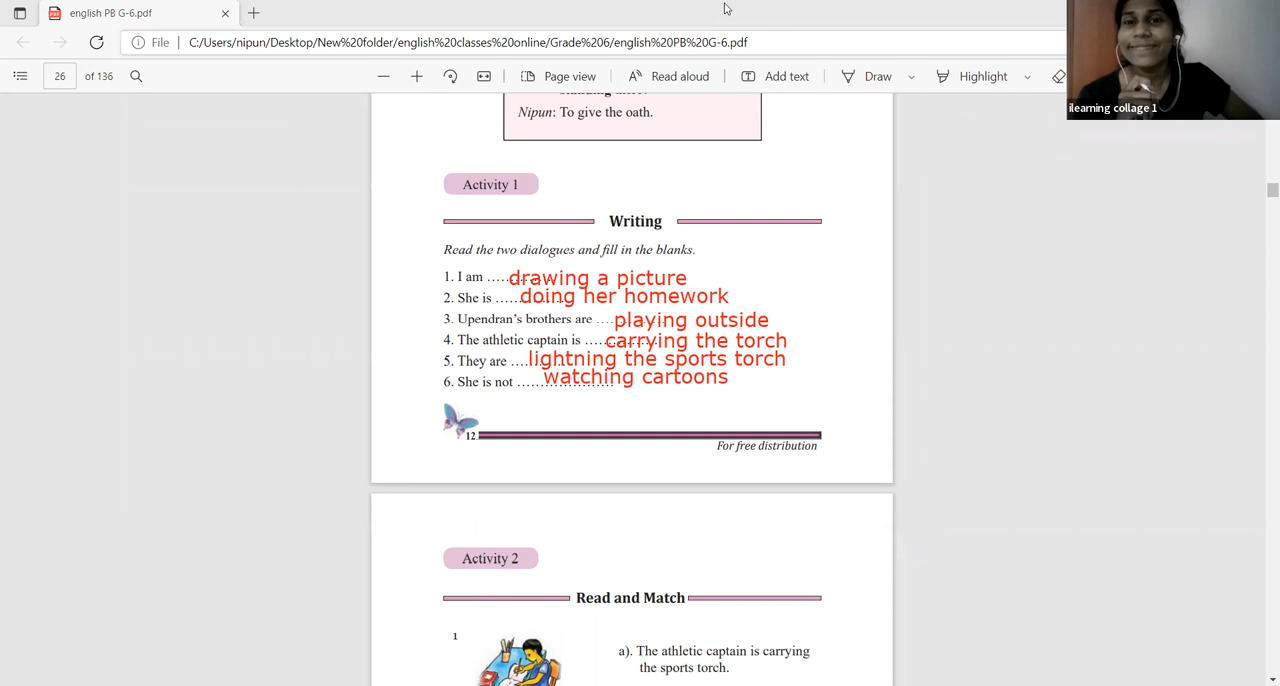 english PB G-6.pdf
File | C:/Users/nipun/Desktop/New%20folder/english%20classes%20online/Grade%206/english%20PB%20G-6.pdf
26 of 136
Page view
Read aloud
Add text
Draw
Highlight
ilearning collage 1
Nipun: To give the oath.
Activity 1
Writing
Read the two dialogues and fill in the blanks.
1. I am ........ drawing a picture
2. She is ........ doing her homework
3. Upendran's brothers are ........ playing outside
4. The athletic captain is ........ carrying the torch
5. They are ........ lightning the sports torch
6. She is not ........ watching cartoons
12
For free distribution
Activity 2
Read and Match
1
a). The athletic captain is carrying
the sports torch.